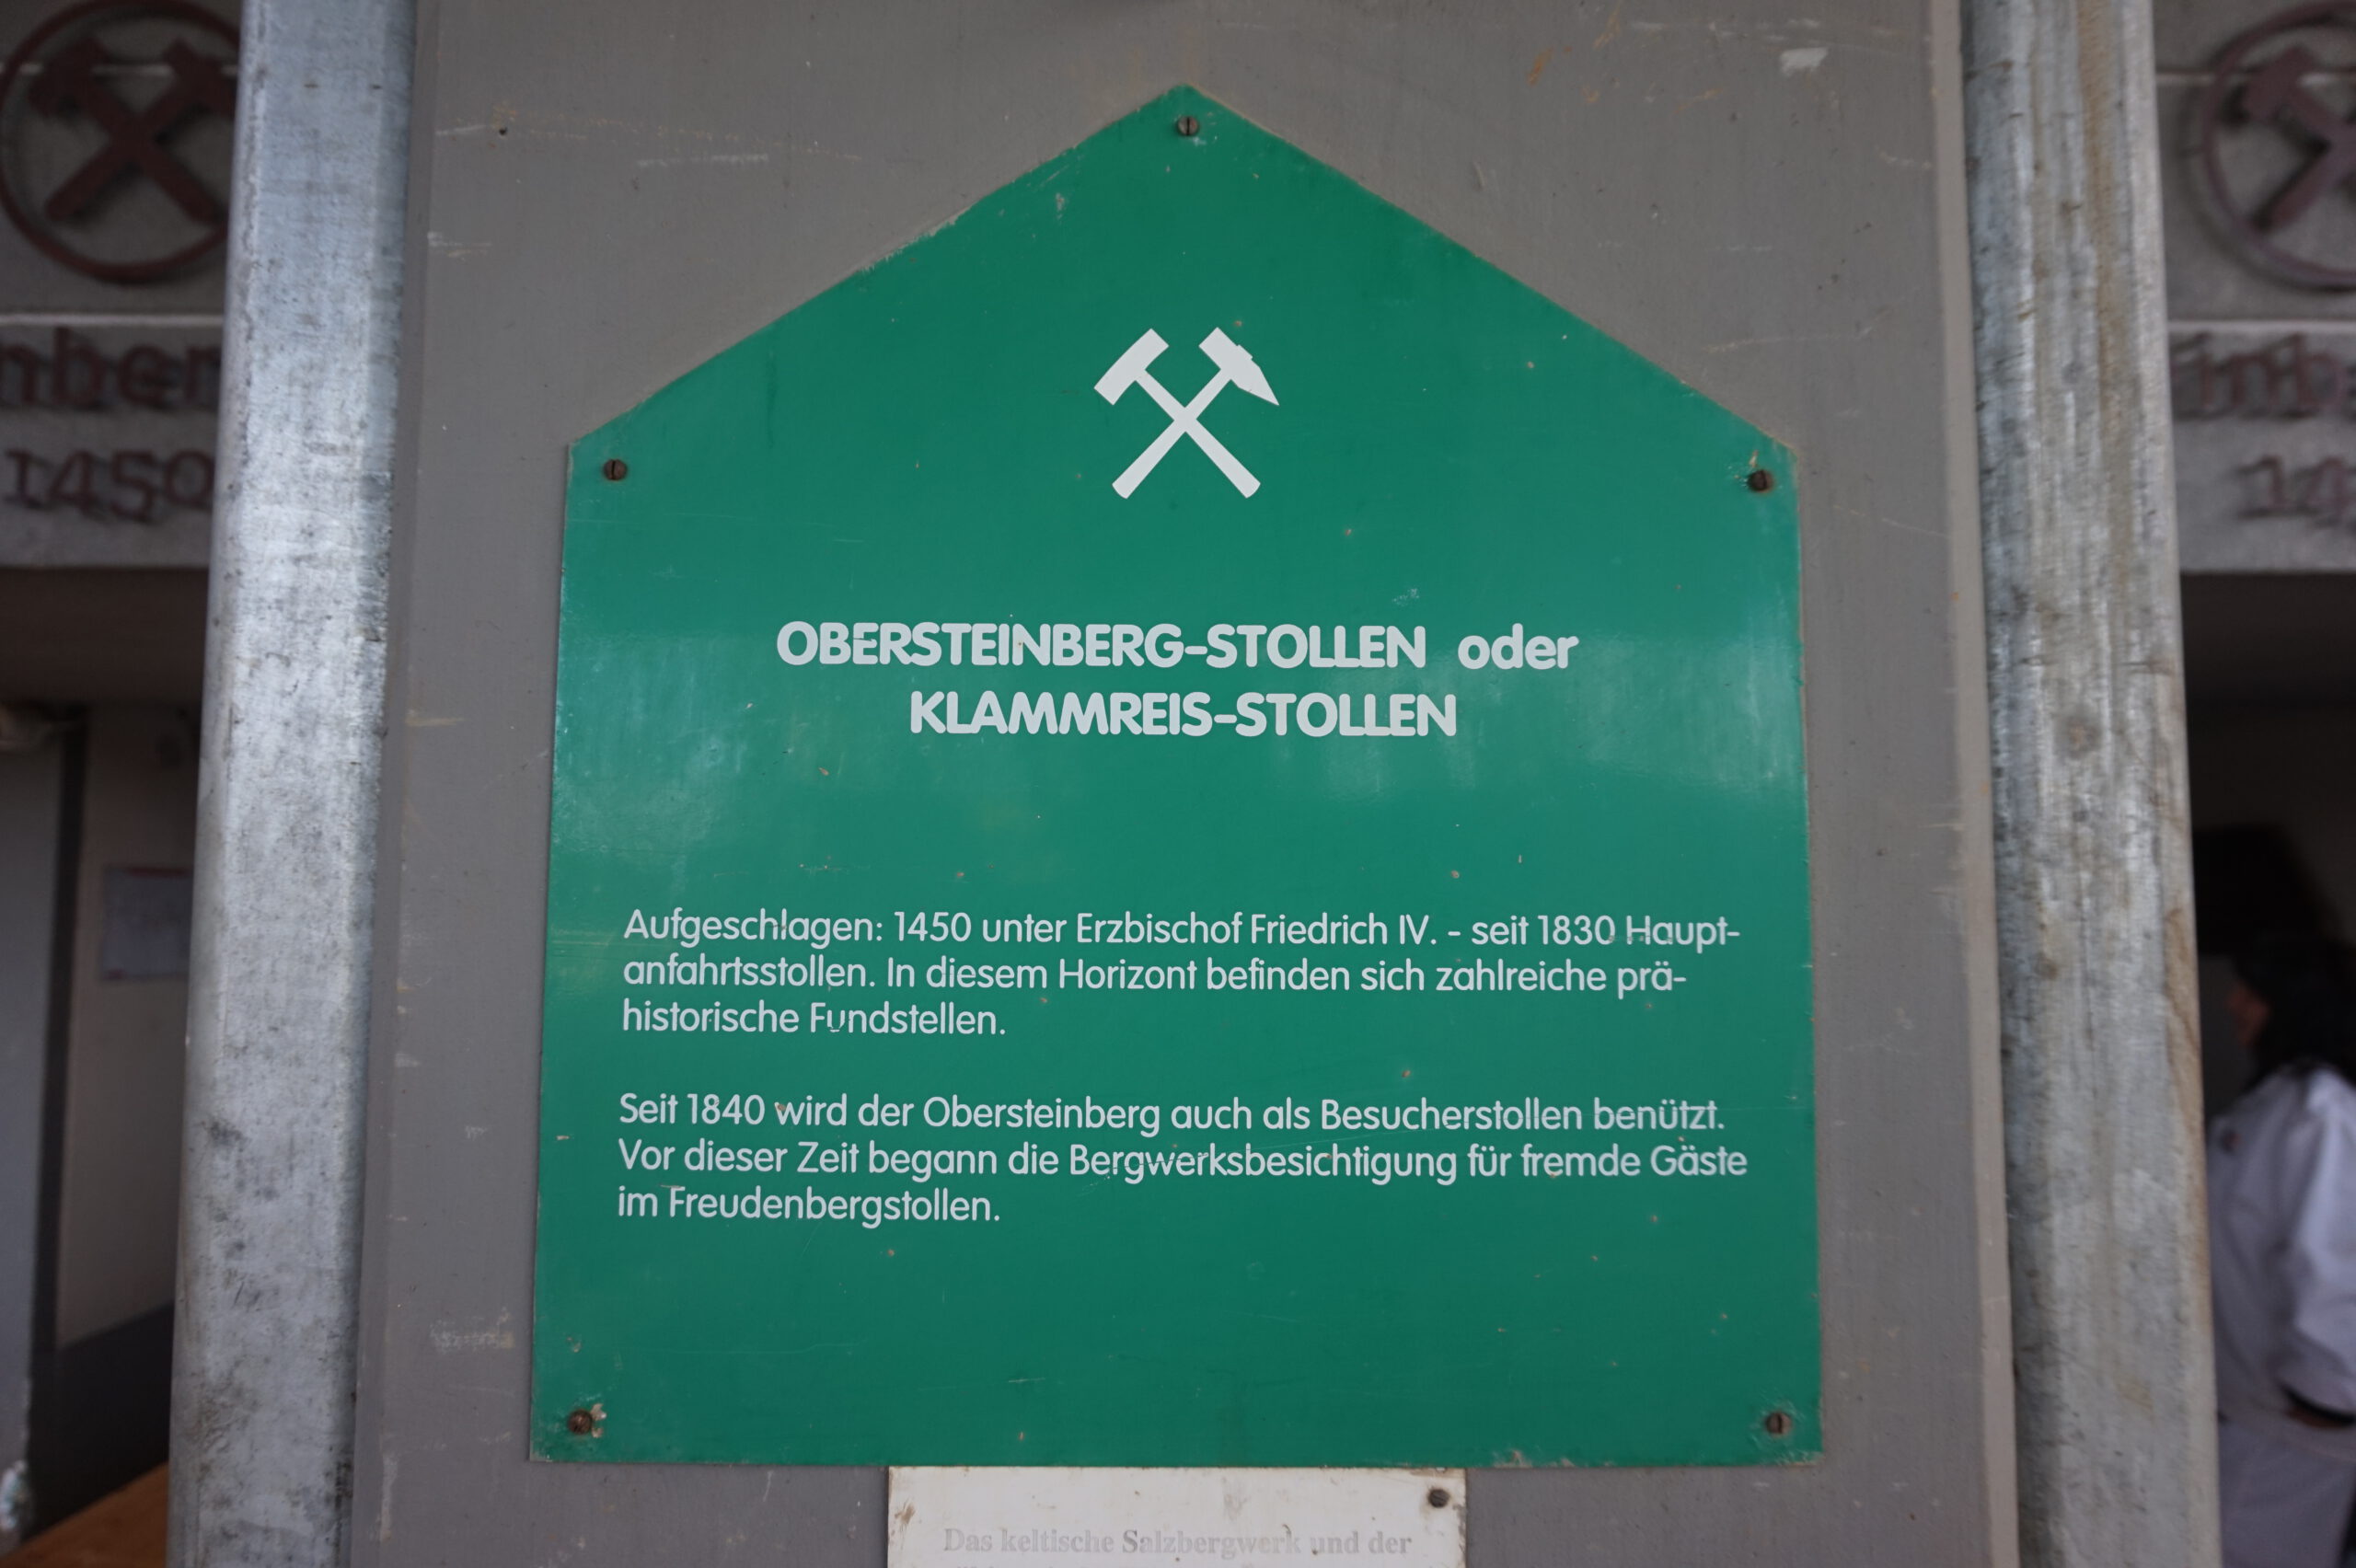 1450
OBERSTEINBERG-STOLLEN oder
KLAMMREIS-STOLLEN
Aufgeschlagen: 1450 unter Erzbischof Friedrich IV. - seit 1830 Haupt-
anfahrtsstollen. In diesem Horizont befinden sich zahlreiche prä-
historische Fundstellen.
Seit 1840 wird der Obersteinberg auch als Besucherstollen benützt.
Vor dieser Zeit begann die Bergwerksbesichtigung für fremde Gäste
im Freudenbergstollen.
Das keltische Salzbergwerk und der